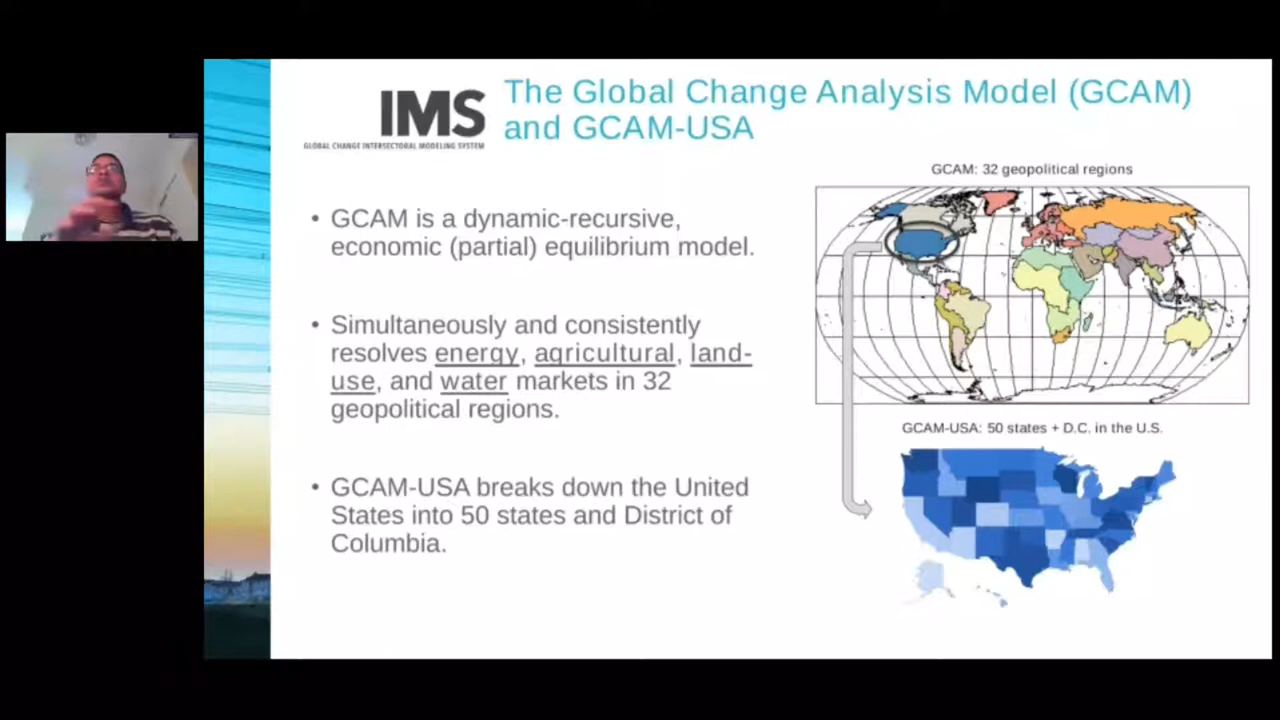 IMS
GLOBAL CHANGE INTERSECTORAL MODELING SYSTEM
The Global Change Analysis Model (GCAM)
and GCAM-USA
• GCAM is a dynamic-recursive,
economic (partial) equilibrium model.
• Simultaneously and consistently
resolves energy, agricultural, land-
use, and water markets in 32
geopolitical regions.
• GCAM-USA breaks down the United
States into 50 states and District of
Columbia.
GCAM: 32 geopolitical regions
GCAM-USA: 50 states + D.C. in the U.S.